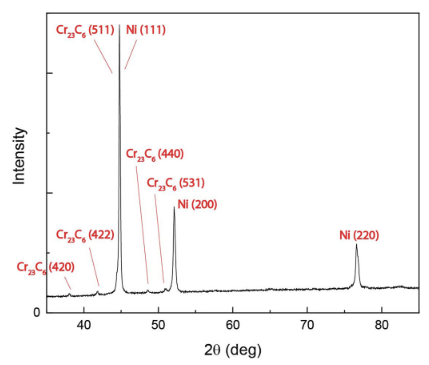 Cr₂₃C₆ (511) Ni (111)
Cr₂₃C₆ (440)
Cr₂₃C₆ (531)
Ni (200)
Cr₂₃C₆ (422)
Ni (220)
Cr₂₃C₆ (420)
Intensity
0
40 50 60 70 80
2θ (deg)